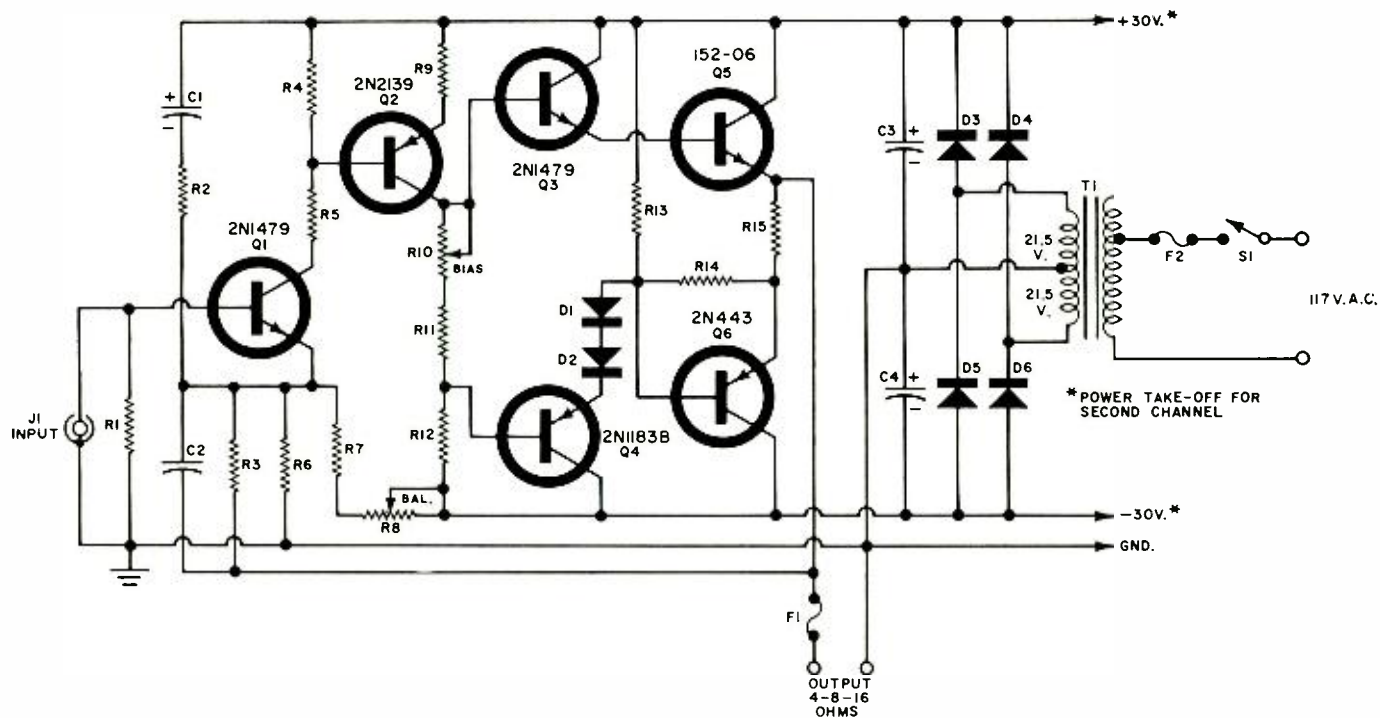 +30V.*
152-06
Q5
R4
2N2139
Q2
R9
+
C1
-
C3
+
-
D3
D4
2N1479
Q3
R2
T1
R5
R13
R15
2N1479
Q1
R10
BIAS
21.5
V.
F2
S1
R14
21.5
V.
117 V.A.C.
D1
2N443
Q6
R11
D2
C4
+
-
D5
D6
*POWER TAKE-OFF FOR
SECOND CHANNEL
J1
INPUT
R1
R12
2N1183B
Q4
C2
R3
R6
R7
BAL.
R8
-30V.*
GND.
F1
OUTPUT
4-8-16
OHMS